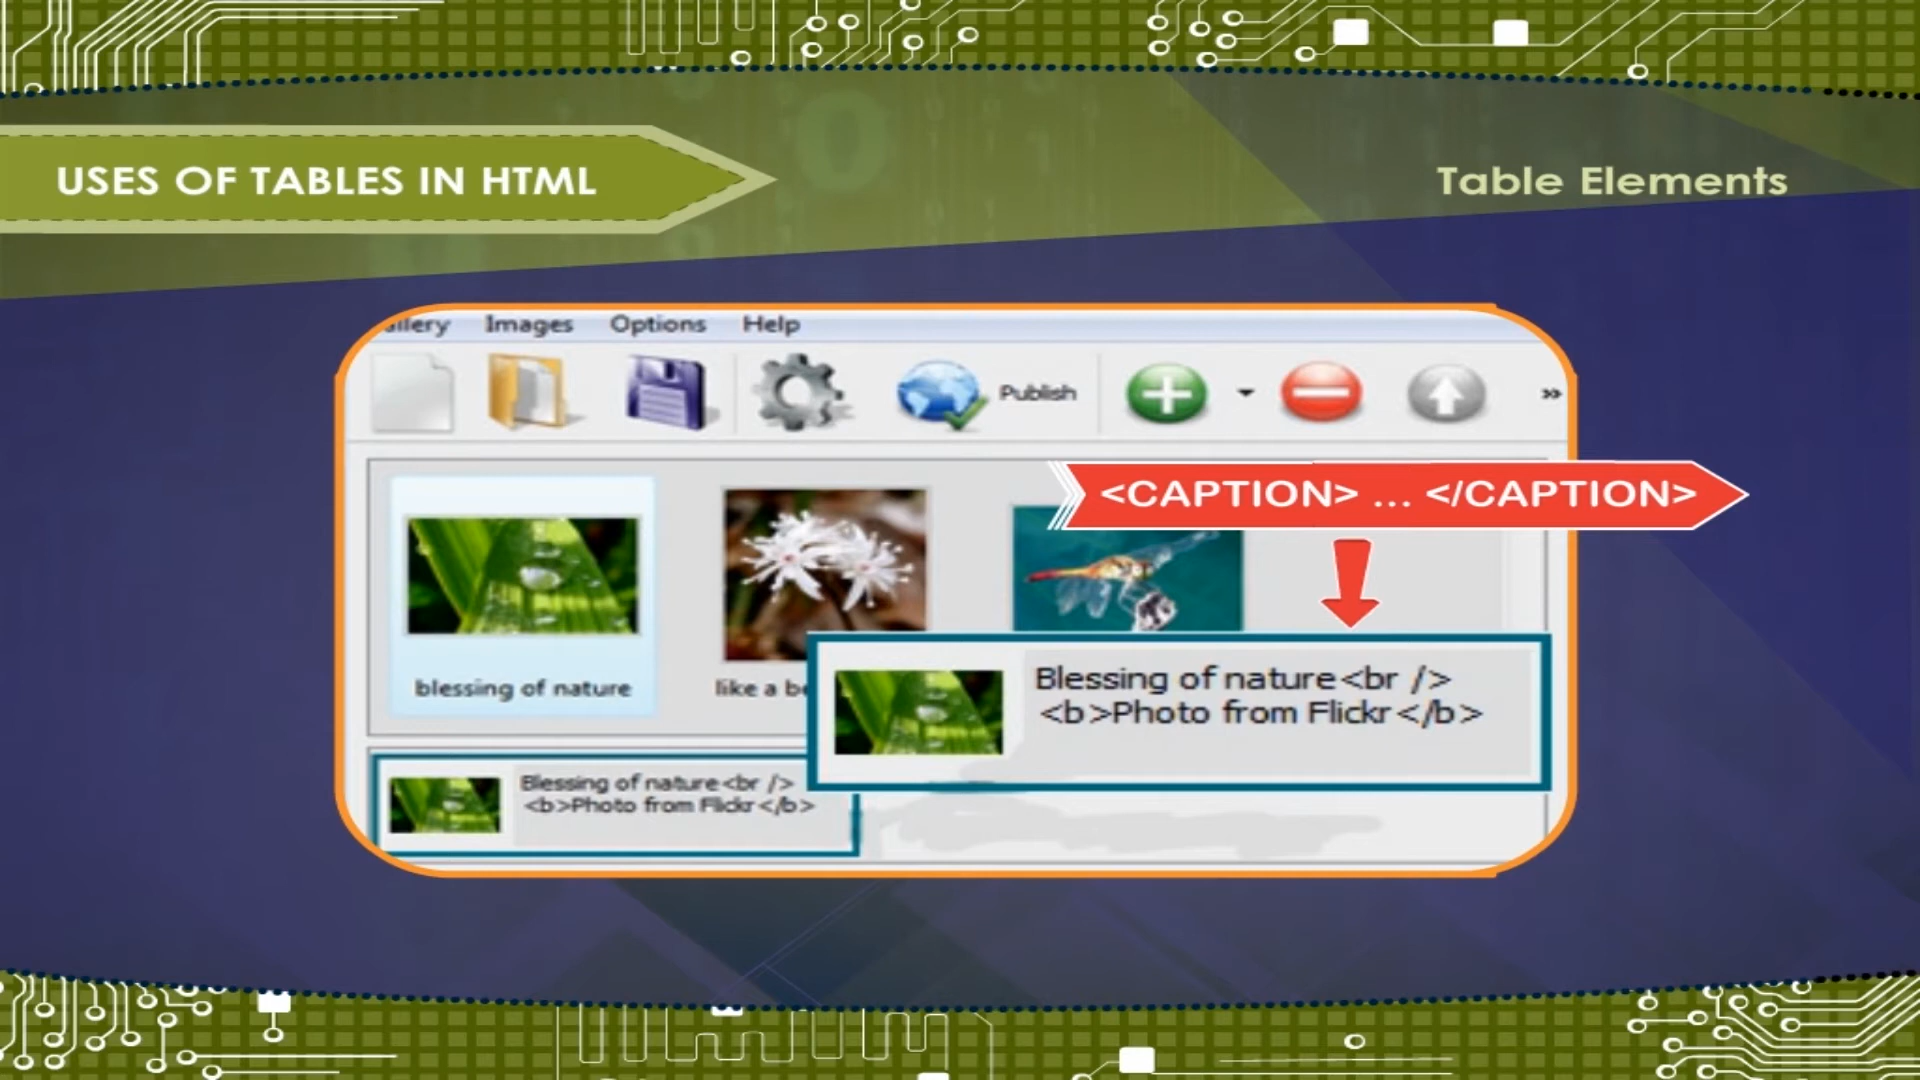 USES OF TABLES IN HTML
Table Elements
Images Options Help
Publish
<CAPTION> ... </CAPTION>
blessing of nature
like a
Blessing of nature<br />
<b>Photo from Flickr</b>
Blessing of nature<br />
<b>Photo from Flickr</b>